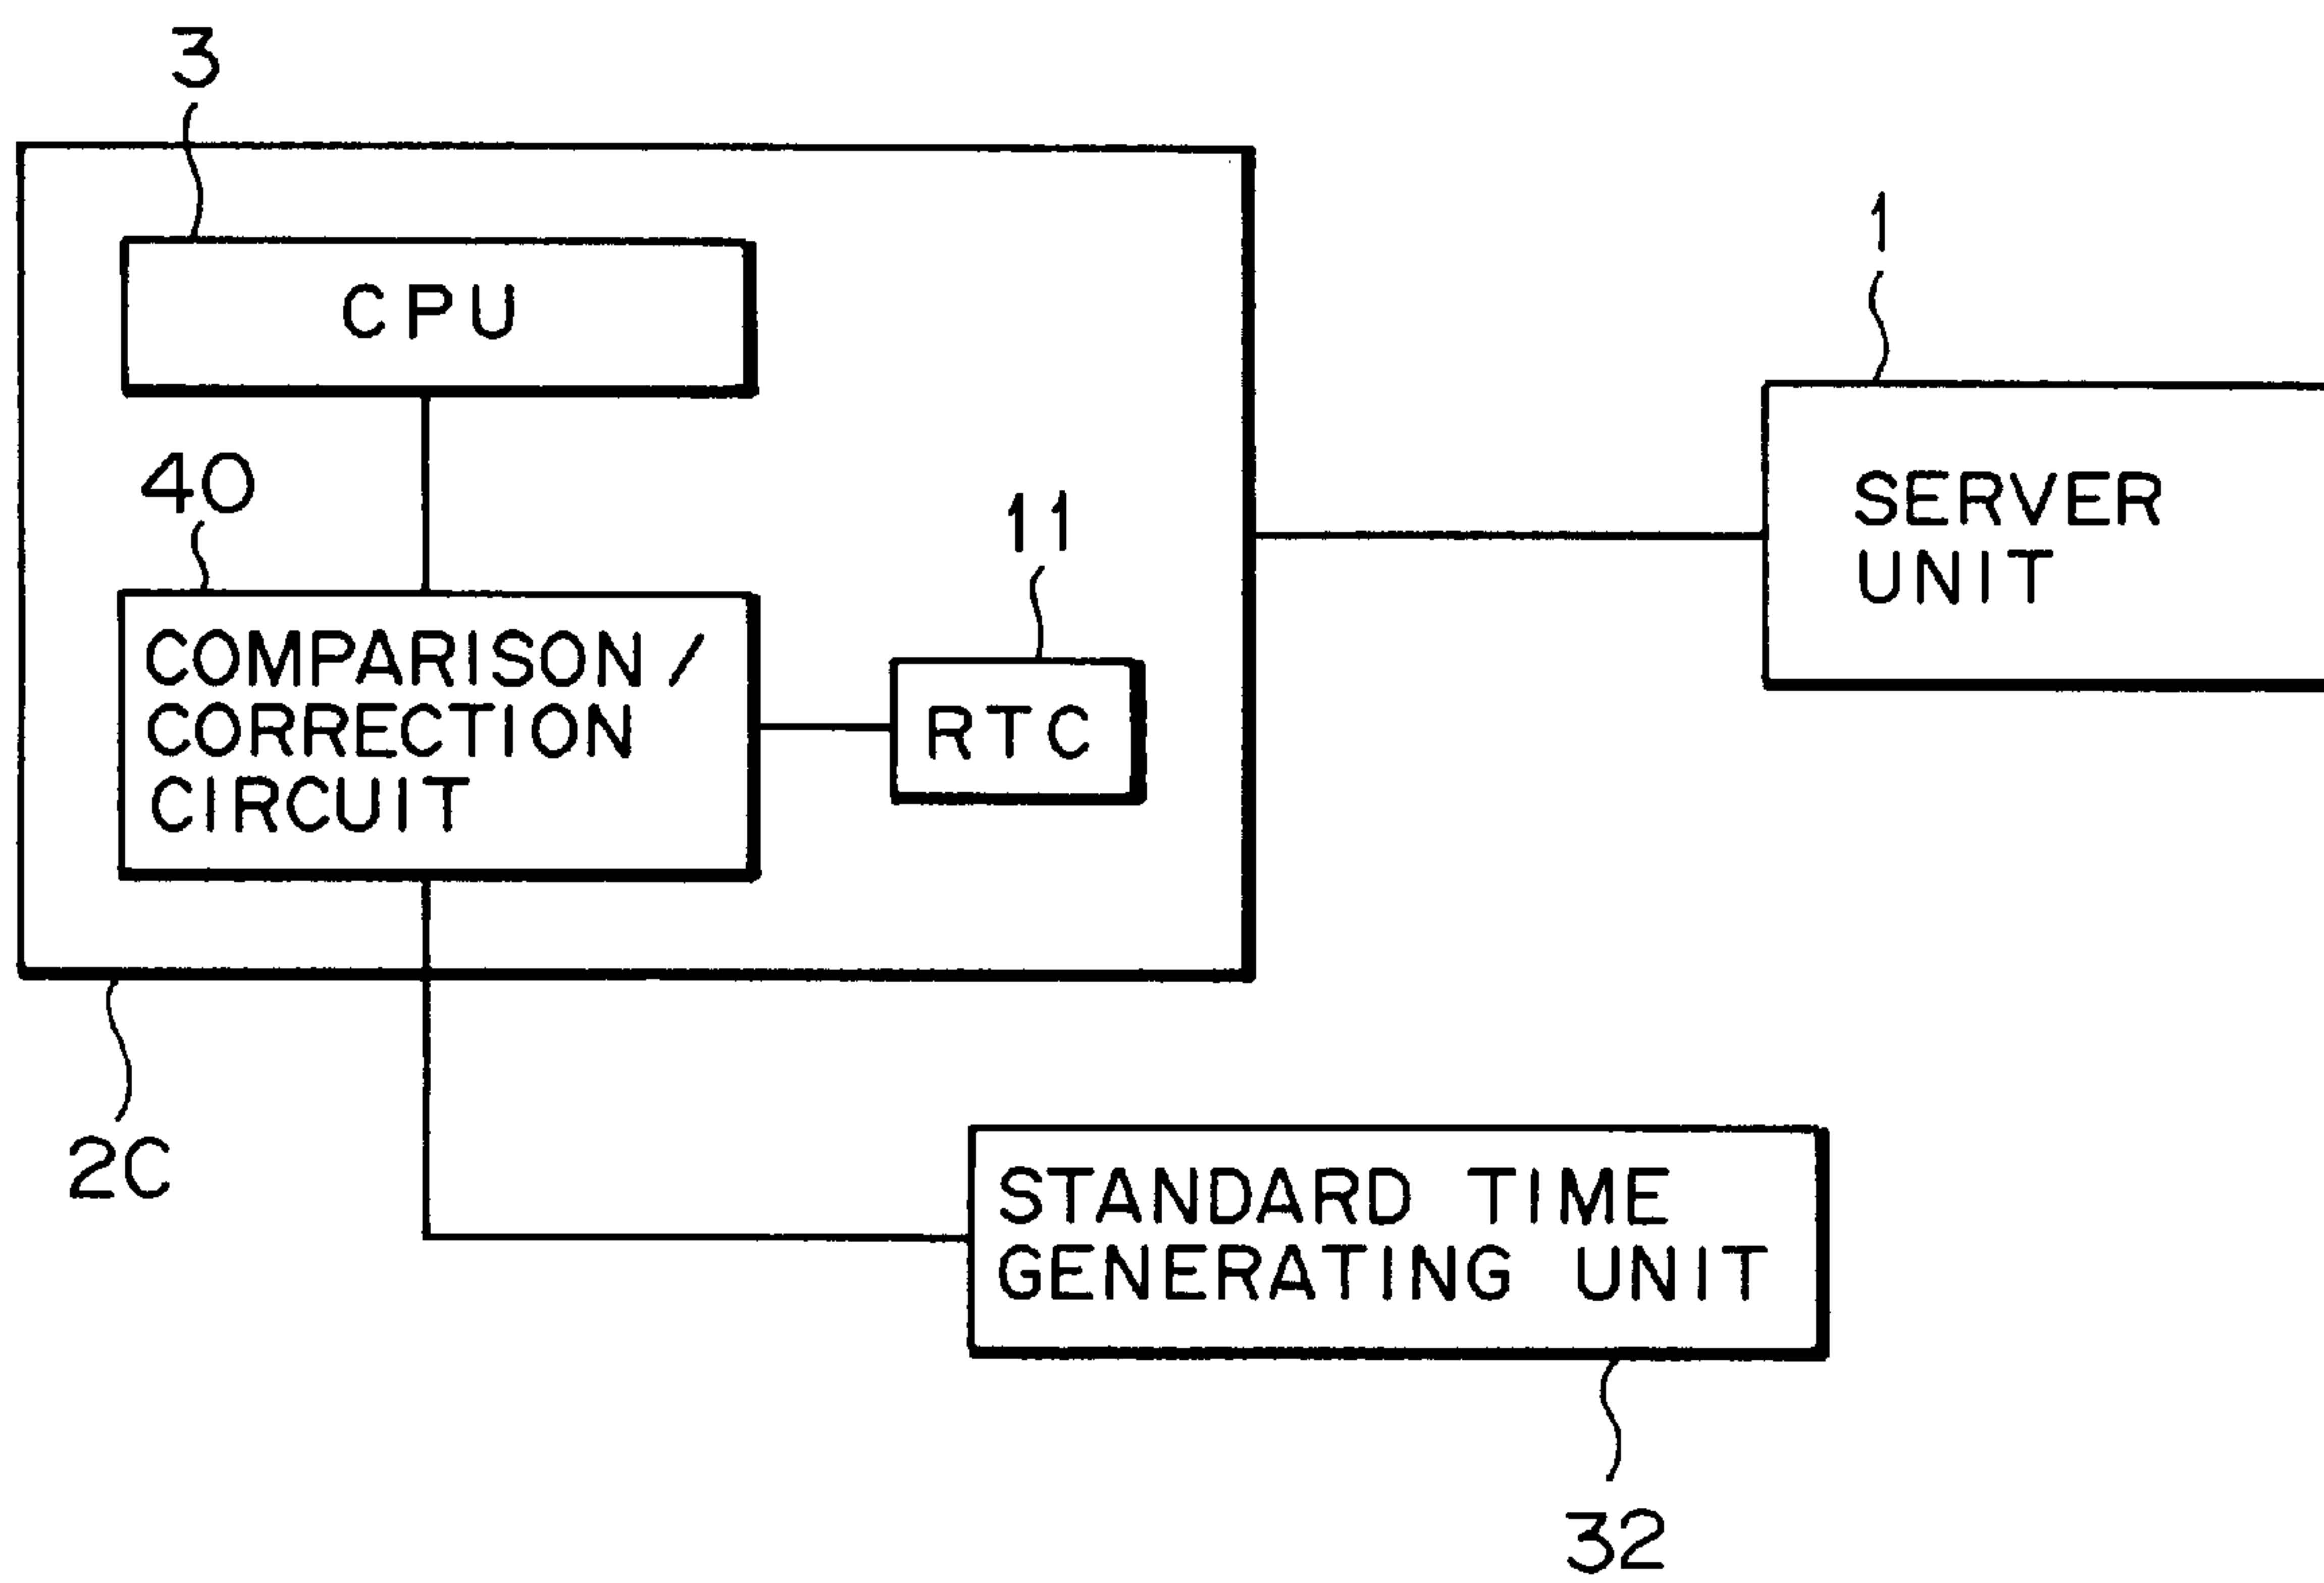 3
CPU
1
SERVER
UNIT
40
COMPARISON/
CORRECTION
CIRCUIT
11
RTC
2C
STANDARD TIME
GENERATING UNIT
32